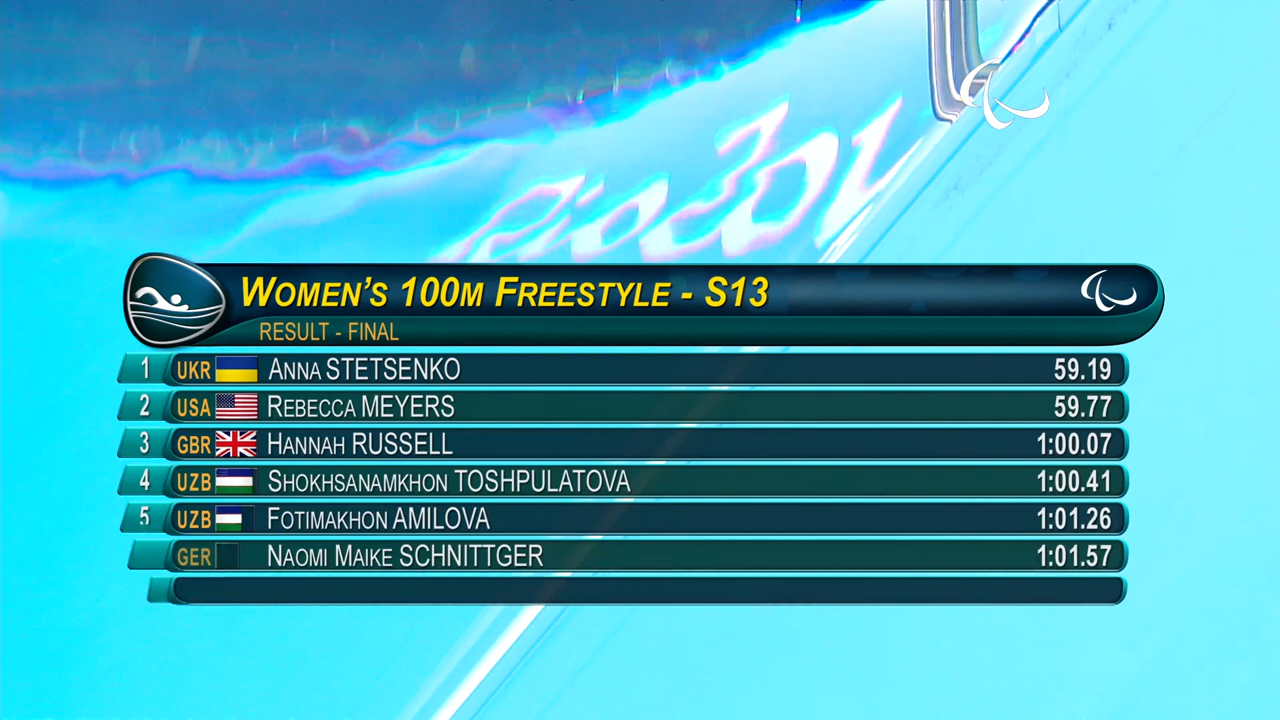 Rio201
WOMEN'S 100M FREESTYLE - S13
RESULT - FINAL
1 UKR ANNA STETSENKO 59.19
2 USA REBECCA MEYERS 59.77
3 GBR HANNAH RUSSELL 1:00.07
4 UZB SHOKHSANAMKHON TOSHPULATOVA 1:00.41
5 UZB FOTIMAKHON AMILOVA 1:01.26
GER NAOMI MAIKE SCHNITTGER 1:01.57